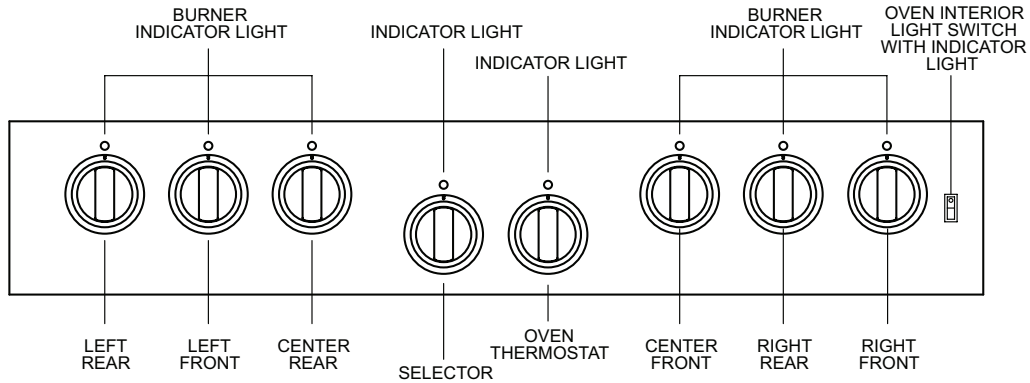 BURNER
INDICATOR LIGHT
INDICATOR LIGHT
INDICATOR LIGHT
BURNER
INDICATOR LIGHT
OVEN INTERIOR
LIGHT SWITCH
WITH INDICATOR
LIGHT
LEFT
REAR
LEFT
FRONT
CENTER
REAR
SELECTOR
OVEN
THERMOSTAT
CENTER
FRONT
RIGHT
REAR
RIGHT
FRONT